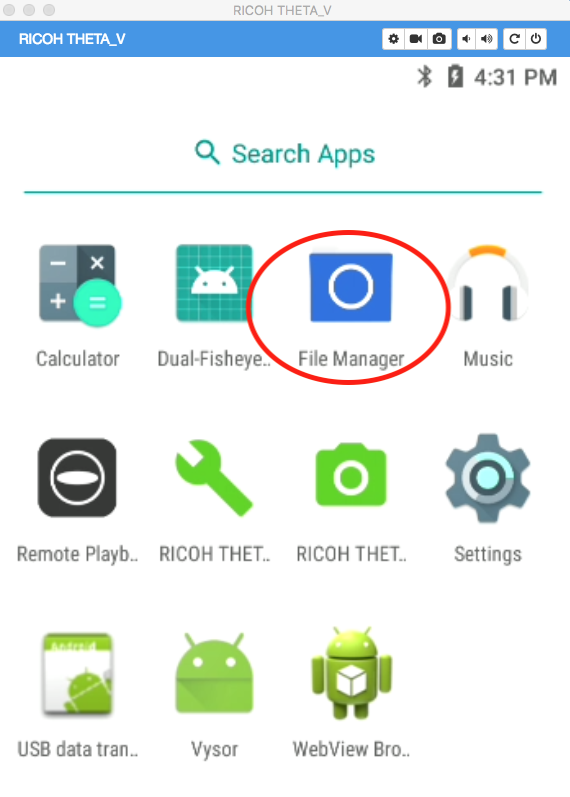 RICOH THETA_V
RICOH THETA_V
4:31 PM
Search Apps
Calculator
Dual-Fisheye..
File Manager
Music
Remote Playb..
RICOH THET..
RICOH THET..
Settings
Android
USB data tran..
Vysor
WebView Bro..